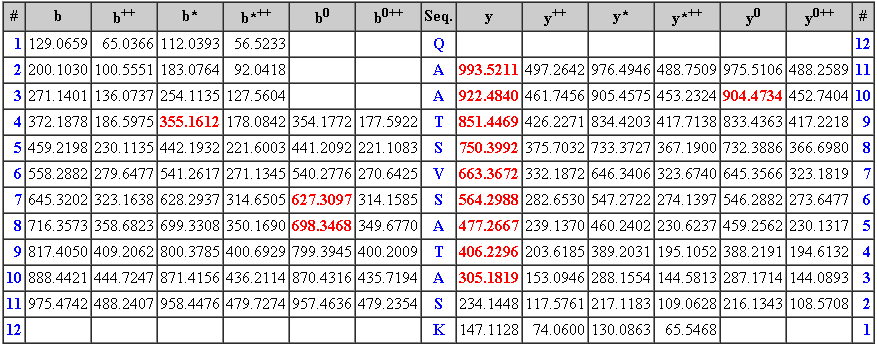 # b b++ b* b*++ b0 b0++ Seq. y y++ y* y*++ y0 y0++ #
1 129.0659 65.0366 112.0393 56.5233 Q 12
2 200.1030 100.5551 183.0764 92.0418 A 993.5211 497.2642 976.4946 488.7509 975.5106 488.2589 11
3 271.1401 136.0737 254.1135 127.5604 A 922.4840 461.7456 905.4575 453.2324 904.4734 452.7404 10
4 372.1878 186.5975 355.1612 178.0842 354.1772 177.5922 T 851.4469 426.2271 834.4203 417.7138 833.4363 417.2218 9
5 459.2198 230.1135 442.1932 221.6003 441.2092 221.1083 S 750.3992 375.7032 733.3727 367.1900 732.3886 366.6980 8
6 558.2882 279.6477 541.2617 271.1345 540.2776 270.6425 V 663.3672 332.1872 646.3406 323.6740 645.3566 323.1819 7
7 645.3202 323.1638 628.2937 314.6505 627.3097 314.1585 S 564.2988 282.6530 547.2722 274.1397 546.2882 273.6477 6
8 716.3573 358.6823 699.3308 350.1690 698.3468 349.6770 A 477.2667 239.1370 460.2402 230.6237 459.2562 230.1317 5
9 817.4050 409.2062 800.3785 400.6929 799.3945 400.2009 T 406.2296 203.6185 389.2031 195.1052 388.2191 194.6132 4
10 888.4421 444.7247 871.4156 436.2114 870.4316 435.7194 A 305.1819 153.0946 288.1554 144.5813 287.1714 144.0893 3
11 975.4742 488.2407 958.4476 479.7274 957.4636 479.2354 S 234.1448 117.5761 217.1183 109.0628 216.1343 108.5708 2
12 K 147.1128 74.0600 130.0863 65.5468 1